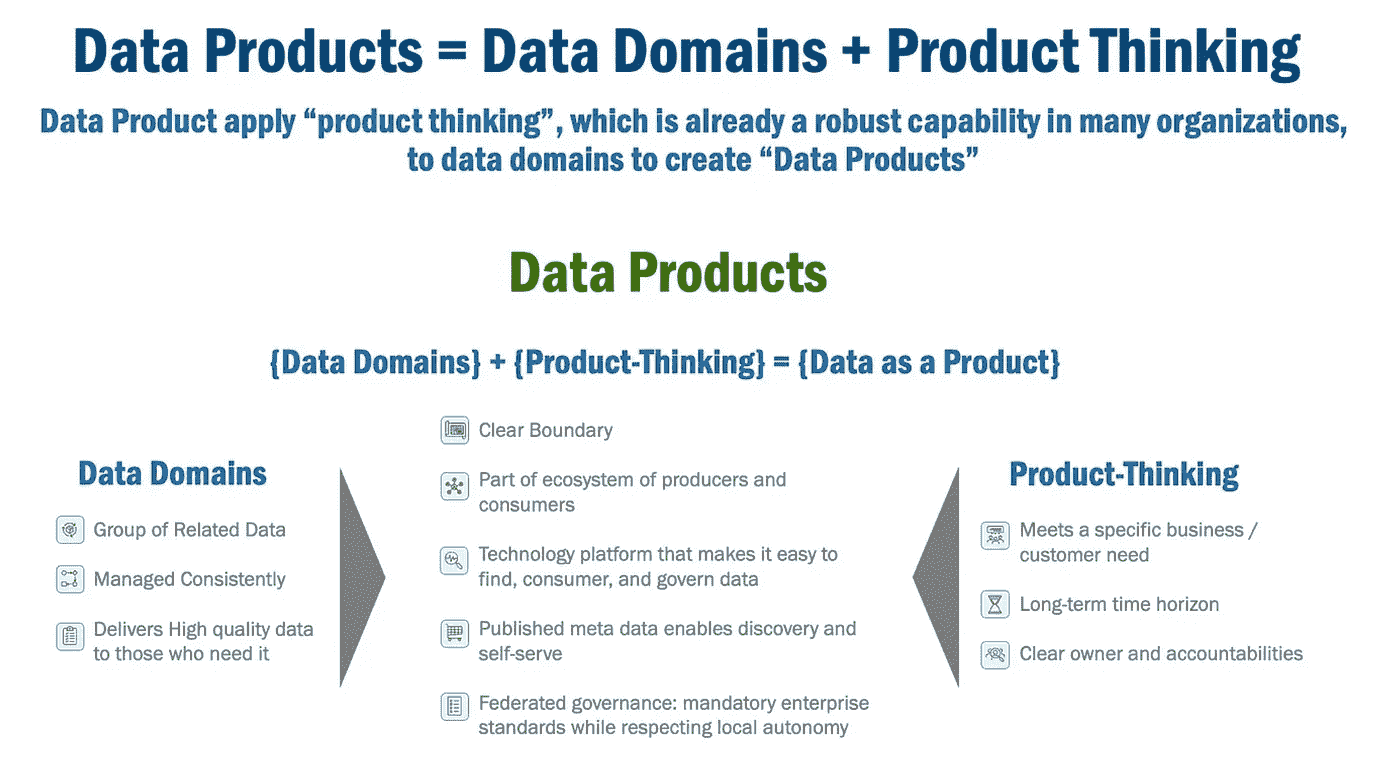 Data Products = Data Domains + Product Thinking
Data Product apply “product thinking”, which is already a robust capability in many organizations,
to data domains to create “Data Products”
Data Products
{Data Domains} + {Product-Thinking} = {Data as a Product}
Data Domains
Group of Related Data
Managed Consistently
Delivers High quality data
to those who need it
Clear Boundary
Part of ecosystem of producers and
consumers
Technology platform that makes it easy to
find, consumer, and govern data
Published meta data enables discovery and
self-serve
Federated governance: mandatory enterprise
standards while respecting local autonomy
Product-Thinking
Meets a specific business /
customer need
Long-term time horizon
Clear owner and accountabilities